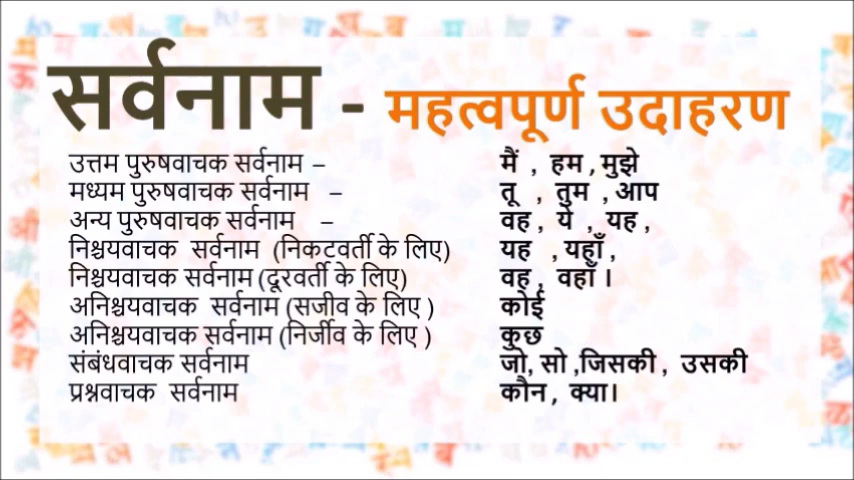 सर्वनाम - महत्वपूर्ण उदाहरण
उत्तम पुरुषवाचक सर्वनाम – मैं , हम , मुझे
मध्यम पुरुषवाचक सर्वनाम – तू , तुम , आप
अन्य पुरुषवाचक सर्वनाम – वह , ये , यह ,
निश्चयवाचक सर्वनाम (निकटवर्ती के लिए) यह , यहाँ ,
निश्चयवाचक सर्वनाम (दूरवर्ती के लिए) वह , वहाँ ।
अनिश्चयवाचक सर्वनाम (सजीव के लिए ) कोई
अनिश्चयवाचक सर्वनाम (निर्जीव के लिए ) कुछ
संबंधवाचक सर्वनाम जो, सो ,जिसकी , उसकी
प्रश्नवाचक सर्वनाम कौन , क्या।